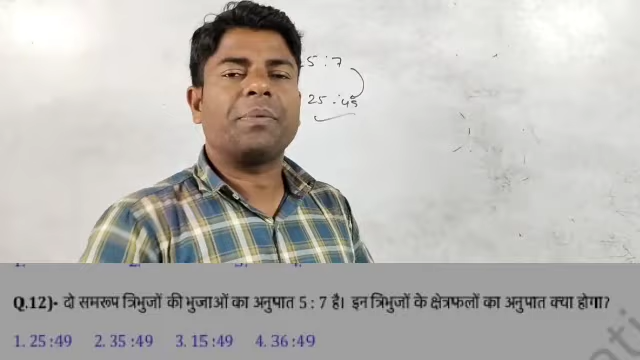 5 : 7
25 : 49
Q.12)- दो समरूप त्रिभुजों की भुजाओं का अनुपात 5 : 7 है। इन त्रिभुजों के क्षेत्रफलों का अनुपात क्या होगा?
1. 25 :49 2. 35 :49 3. 15 :49 4. 36 :49